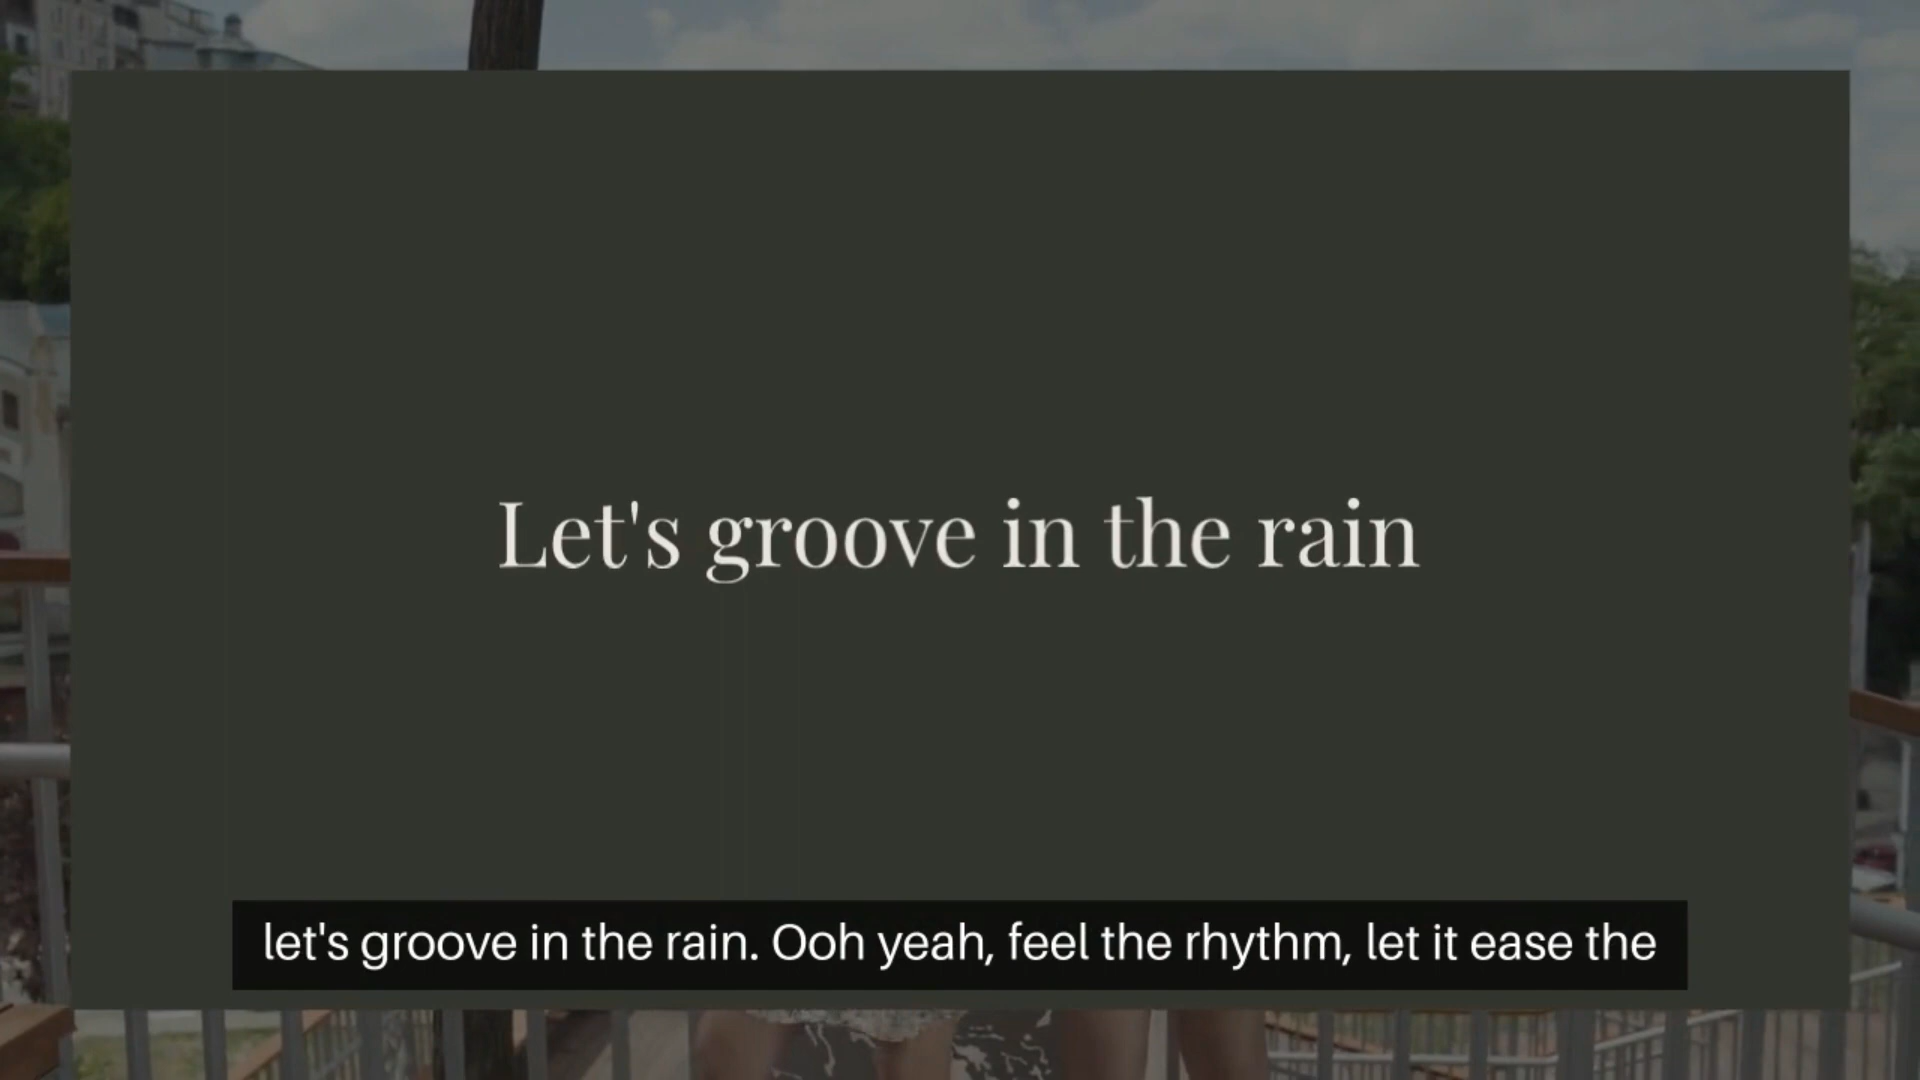 Let's groove in the rain
let's groove in the rain. Ooh yeah, feel the rhythm, let it ease the